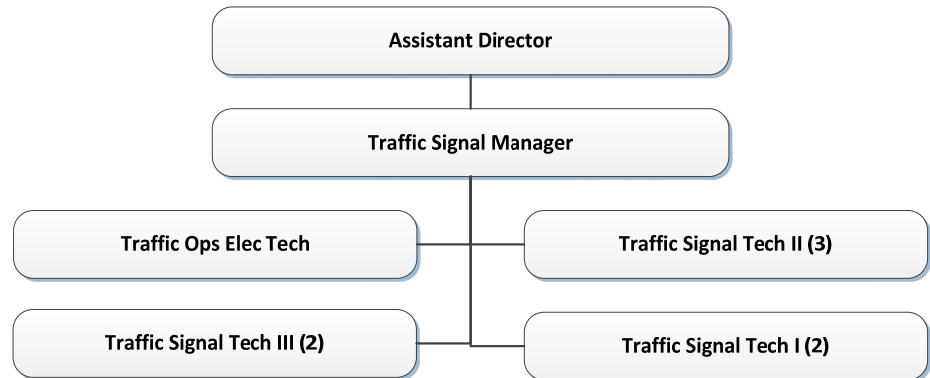 Assistant Director
Traffic Signal Manager
Traffic Ops Elec Tech
Traffic Signal Tech II (3)
Traffic Signal Tech III (2)
Traffic Signal Tech I (2)